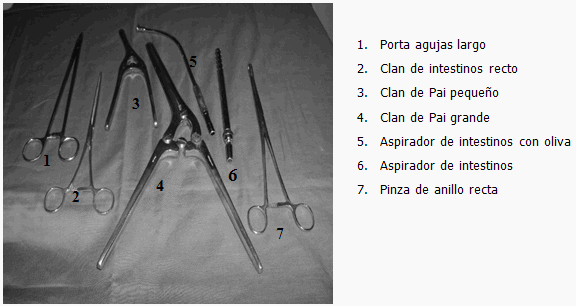 1. Porta agujas largo
2. Clan de intestinos recto
3. Clan de Pai pequeño
4. Clan de Pai grande
5. Aspirador de intestinos con oliva
6. Aspirador de intestinos
7. Pinza de anillo recta
1
2
3
4
5
6
7